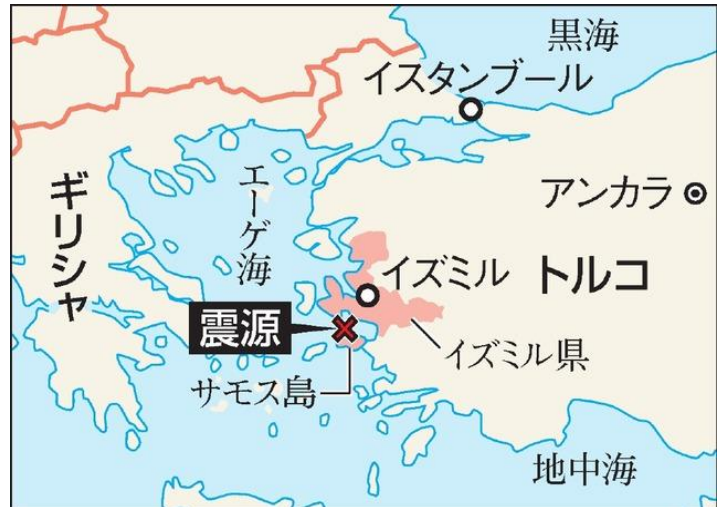 黒海
イスタンブール
アンカラ
エーゲ海
ギリシャ
イズミル
トルコ
震源
イズミル県
サモス島
地中海